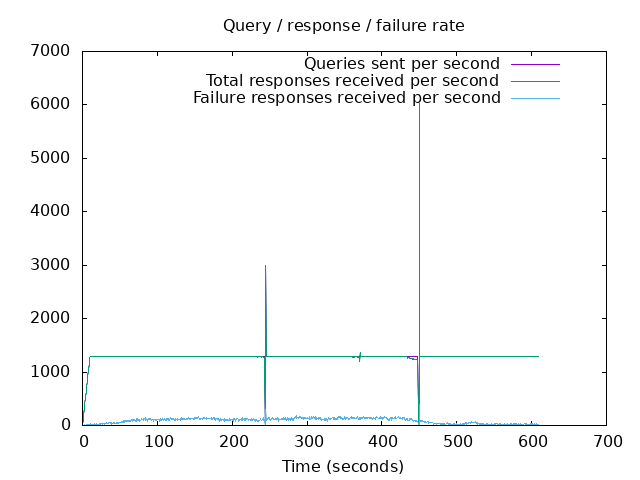 Query / response / failure rate
7000
6000
5000
4000
3000
2000
1000
0
Queries sent per second
Total responses received per second
Failure responses received per second
0 100 200 300 400 500 600 700
Time (seconds)